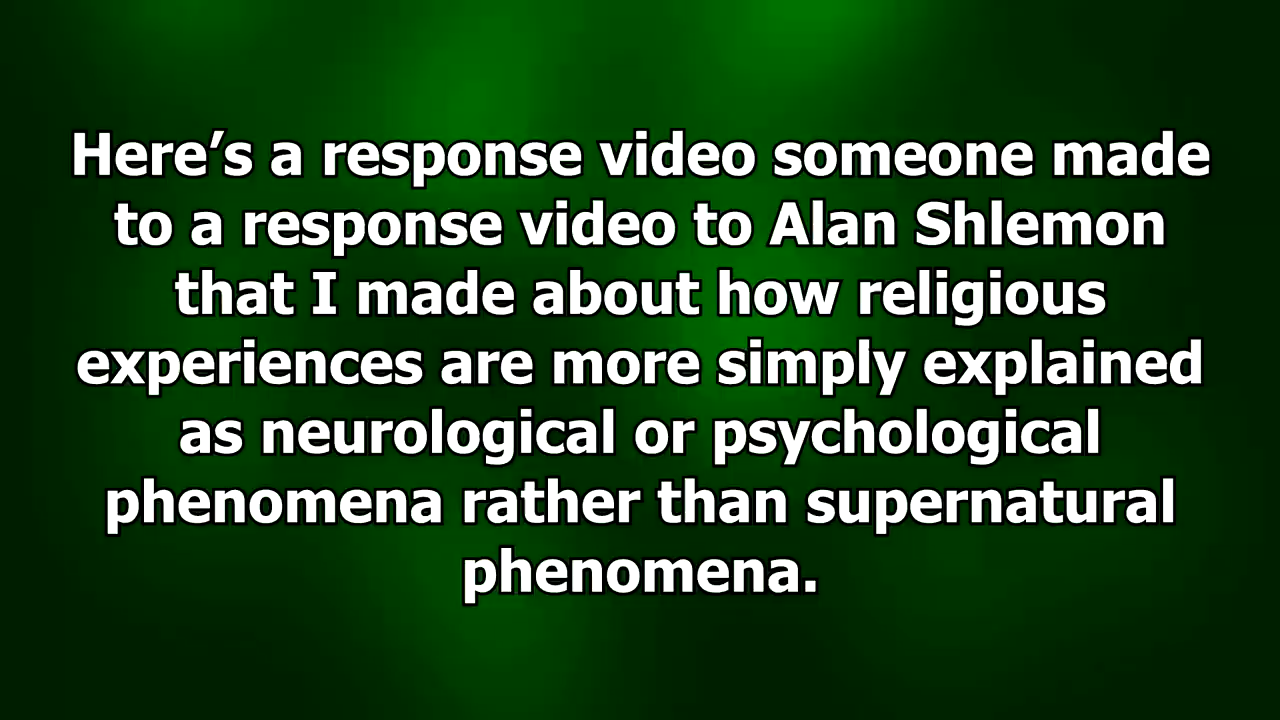 Here’s a response video someone made
to a response video to Alan Shlemon
that I made about how religious
experiences are more simply explained
as neurological or psychological
phenomena rather than supernatural
phenomena.